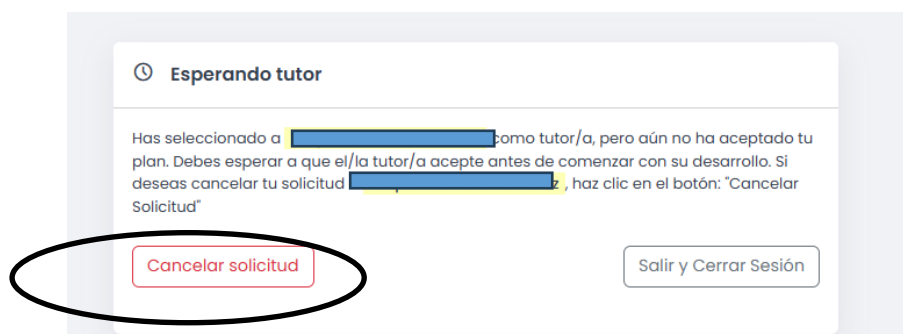 Esperando tutor
Has seleccionado a como tutor/a, pero aún no ha aceptado tu
plan. Debes esperar a que el/la tutor/a acepte antes de comenzar con su desarrollo. Si
deseas cancelar tu solicitud z , haz clic en el botón: "Cancelar
Solicitud"
Cancelar solicitud
Salir y Cerrar Sesión